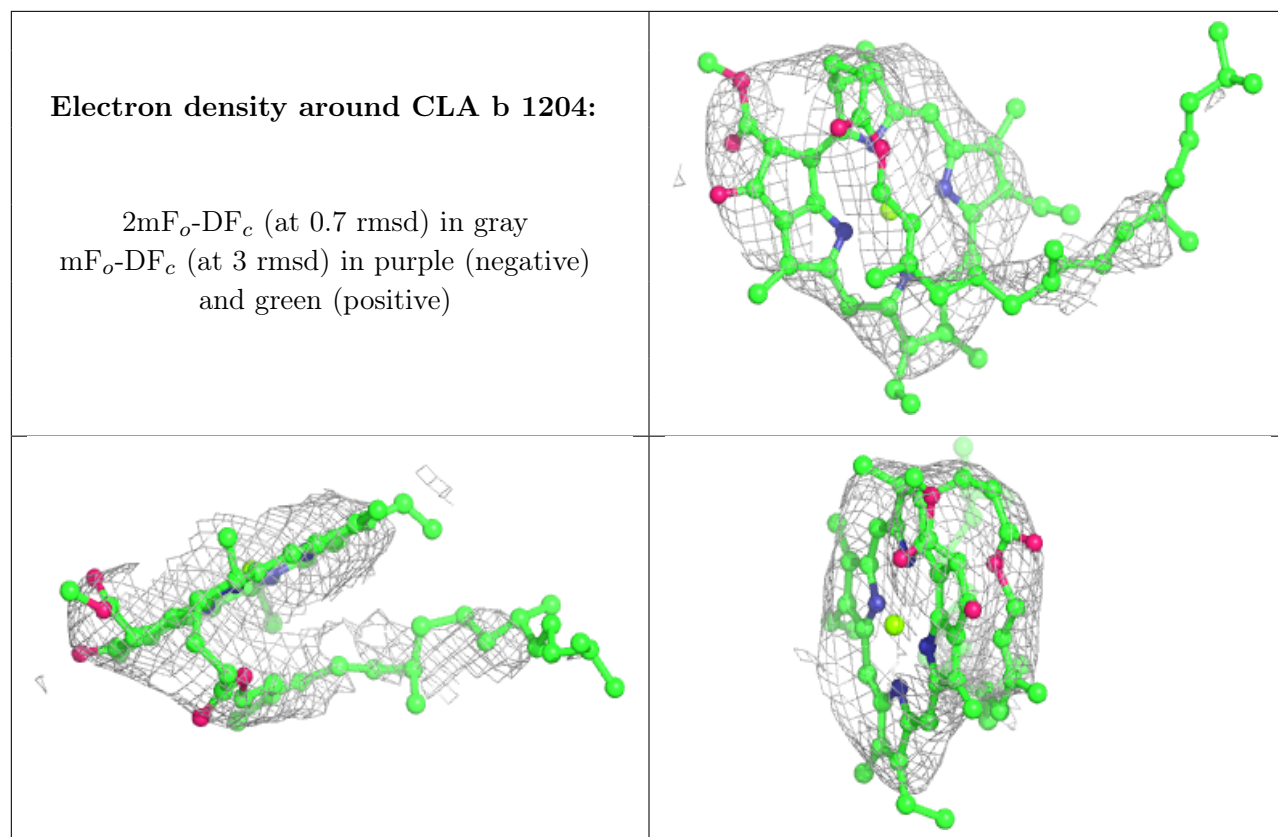 Electron density around CLA b 1204:
2mFo-DFc (at 0.7 rmsd) in gray
mFo-DFc (at 3 rmsd) in purple (negative)
and green (positive)